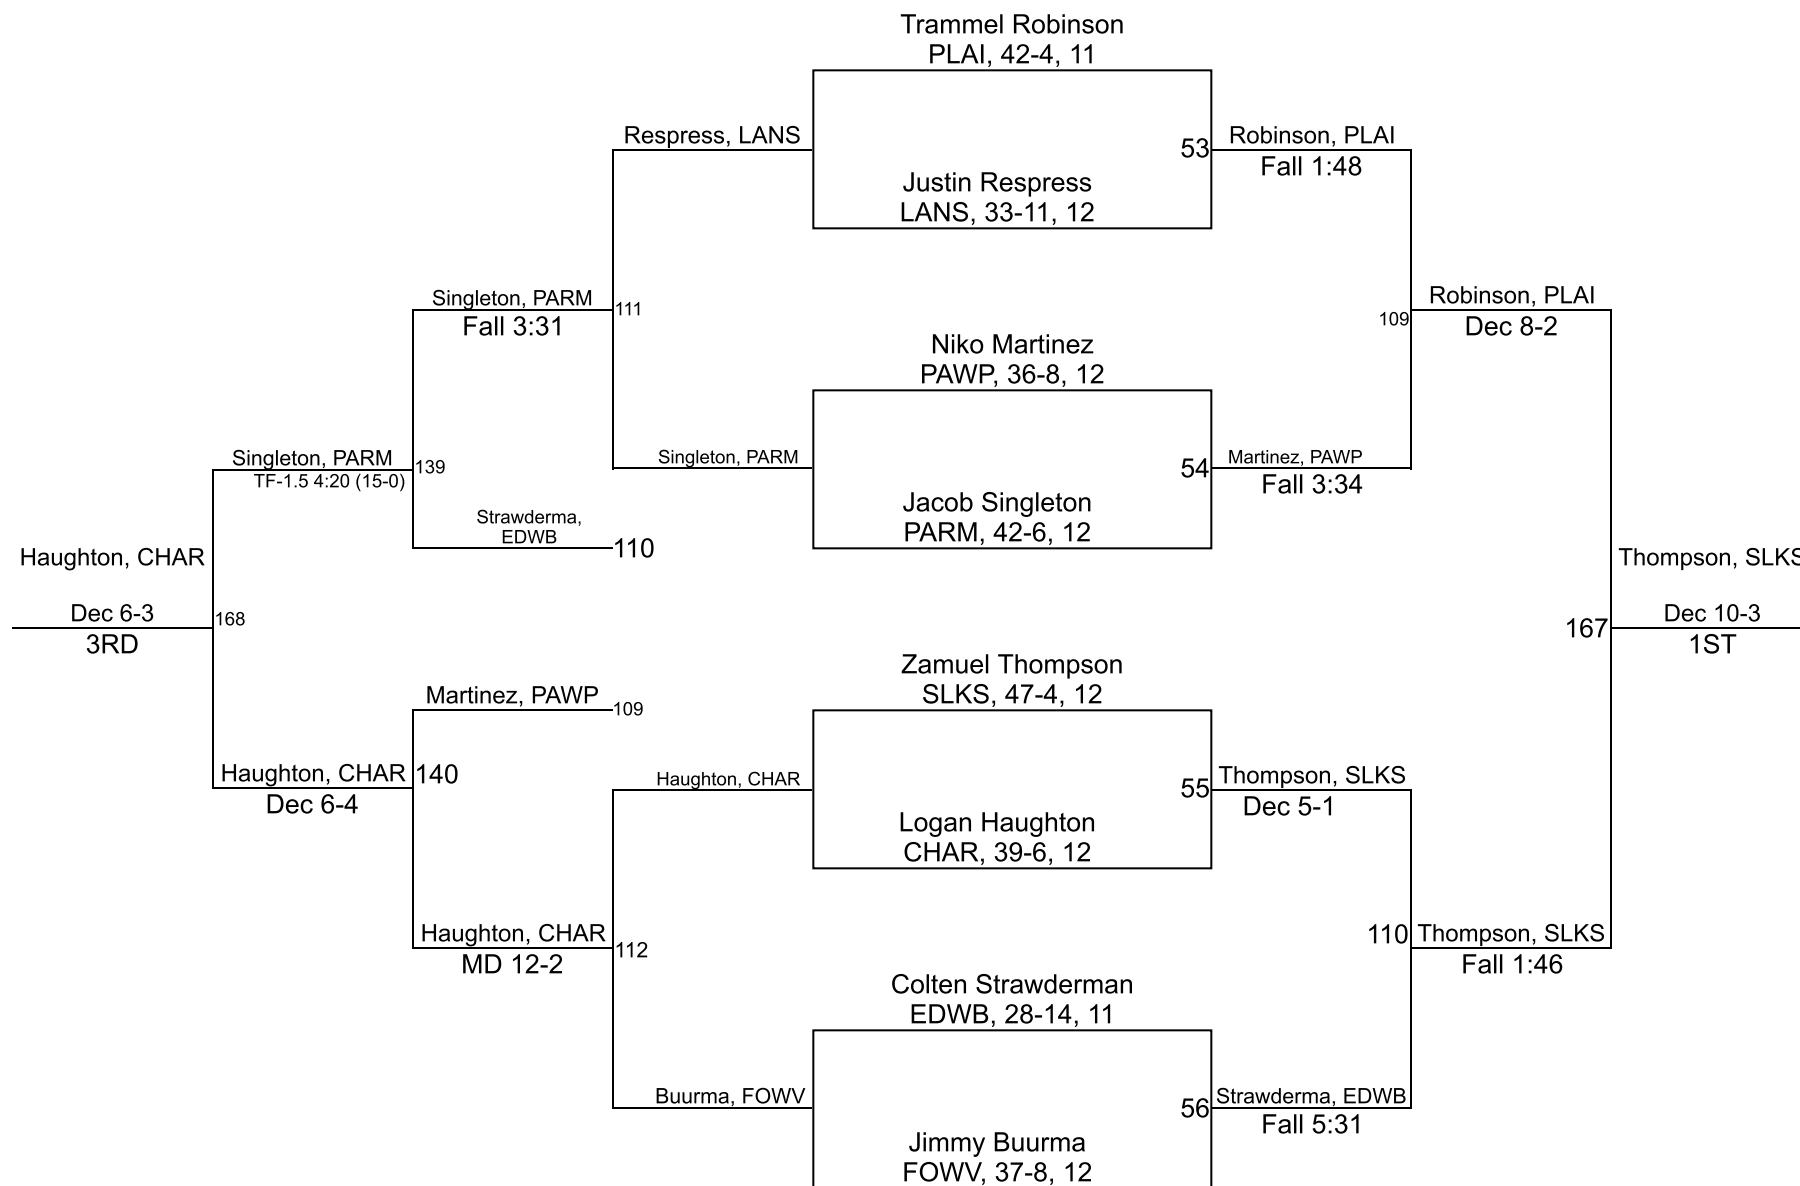 Trammel Robinson
PLAI, 42-4, 11
Respress, LANS
53
Robinson, PLAI
Fall 1:48
Justin Respress
LANS, 33-11, 12
Singleton, PARM
Fall 3:31
111
Robinson, PLAI
109
Dec 8-2
Niko Martinez
PAWP, 36-8, 12
Singleton, PARM
TF-1.5 4:20 (15-0)
139
Singleton, PARM
54
Martinez, PAWP
Fall 3:34
Jacob Singleton
PARM, 42-6, 12
Strawderma,
EDWB
110
Haughton, CHAR
Dec 6-3
3RD
168
Thompson, SLKS
167
Dec 10-3
1ST
Zamuel Thompson
SLKS, 47-4, 12
Martinez, PAWP
109
Haughton, CHAR
140
Dec 6-4
Haughton, CHAR
55
Thompson, SLKS
Dec 5-1
Logan Haughton
CHAR, 39-6, 12
Haughton, CHAR
MD 12-2
112
110
Thompson, SLKS
Fall 1:46
Colten Strawderman
EDWB, 28-14, 11
Buurma, FOWV
56
Strawderma, EDWB
Fall 5:31
Jimmy Buurma
FOWV, 37-8, 12